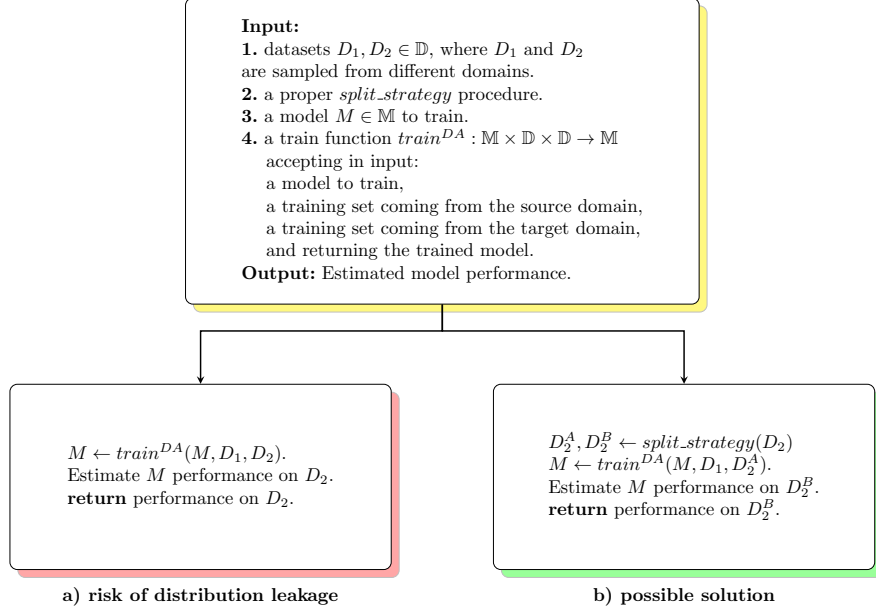 Input:
1. datasets D₁, D₂ ∈ 𝔻, where D₁ and D₂
are sampled from different domains.
2. a proper split_strategy procedure.
3. a model M ∈ 𝕄 to train.
4. a train function train^{DA} : 𝕄 × 𝔻 × 𝔻 → 𝕄
accepting in input:
a model to train,
a training set coming from the source domain,
a training set coming from the target domain,
and returning the trained model.
Output: Estimated model performance.
M ← train^{DA}(M, D₁, D₂).
Estimate M performance on D₂.
return performance on D₂.
a) risk of distribution leakage
D₂^A, D₂^B ← split_strategy(D₂)
M ← train^{DA}(M, D₁, D₂^A).
Estimate M performance on D₂^B.
return performance on D₂^B.
b) possible solution